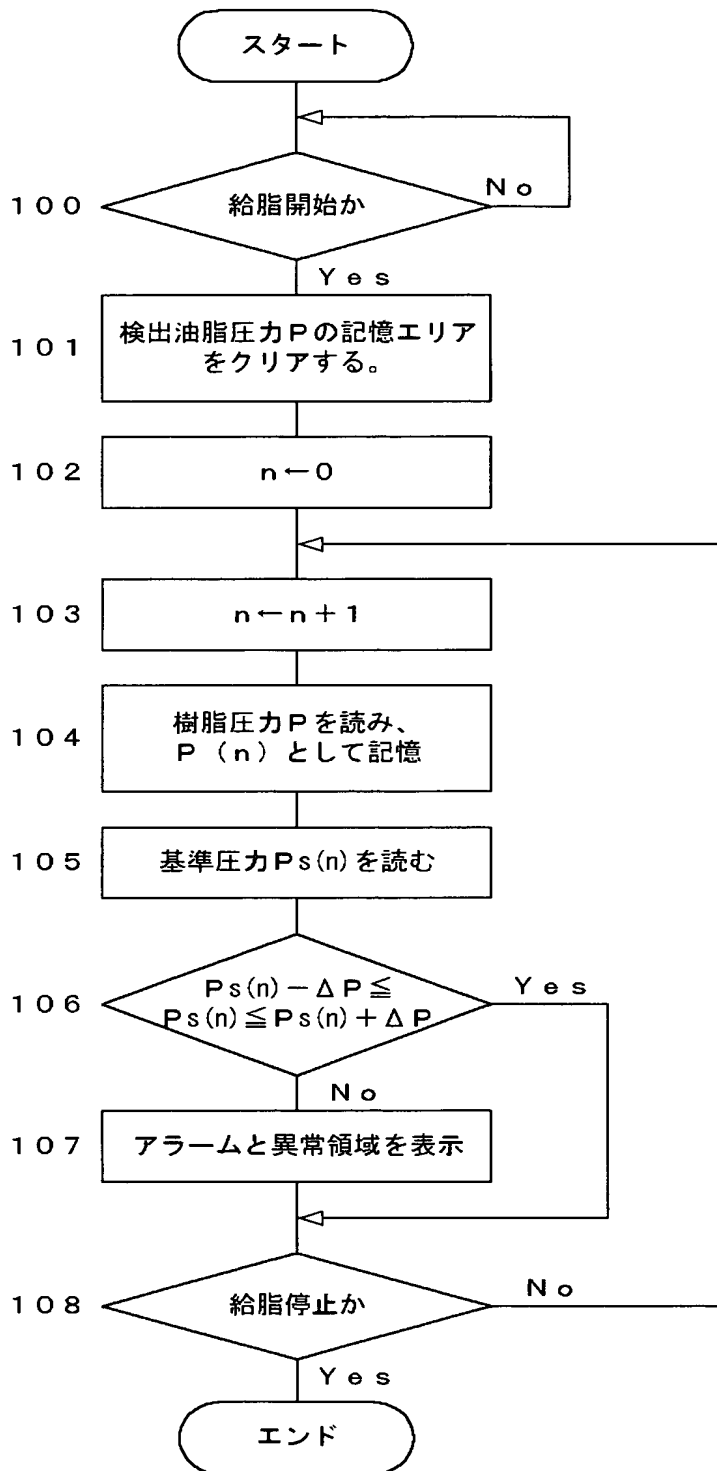 スタート
100
給脂開始か
No
Yes
101
検出油脂圧力Pの記憶エリア
をクリアする。
102
n←0
103
n←n+1
104
樹脂圧力Pを読み、
P(n)として記憶
105
基準圧力Ps(n)を読む
106
Ps(n)-ΔP≦
Ps(n)≦Ps(n)+ΔP
Yes
No
107
アラームと異常領域を表示
108
給脂停止か
No
Yes
エンド